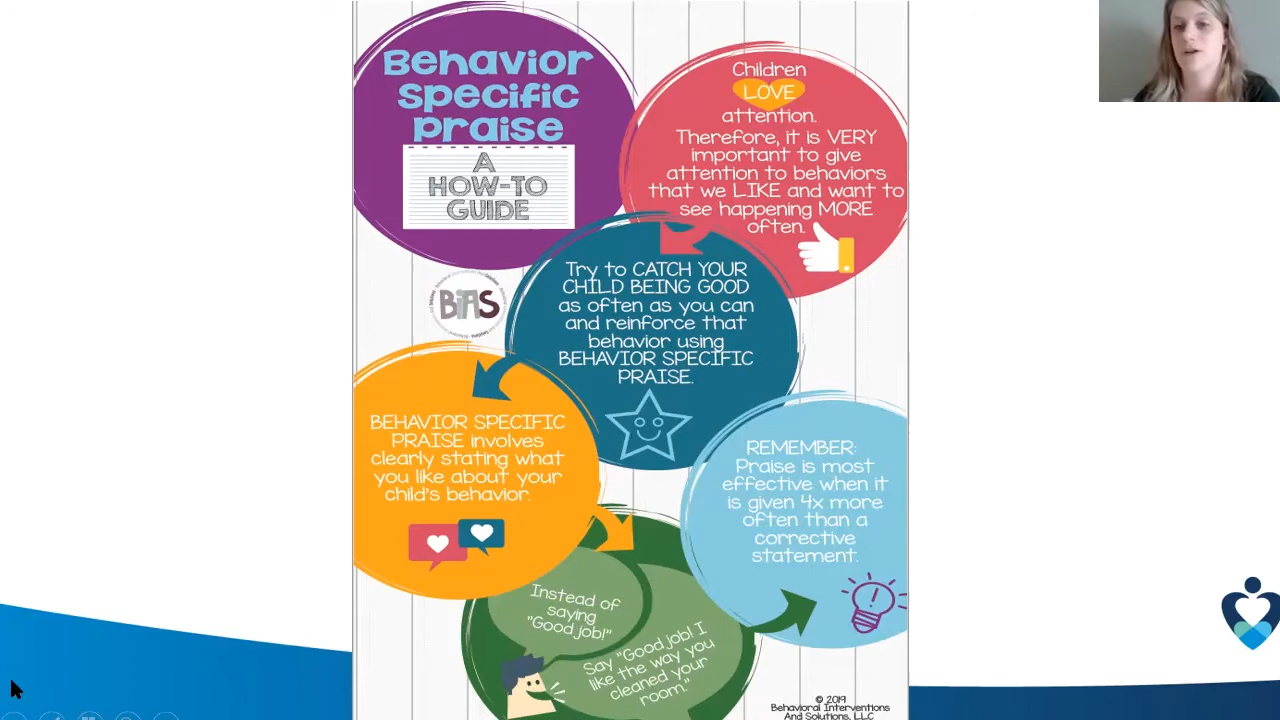 Behavior
Specific
Praise
A
HOW-TO
GUIDE
Children
LOVE
attention.
Therefore, it is VERY
important to give
attention to behaviors
that we LIKE and want to
see happening MORE
often.
Try to CATCH YOUR
CHILD BEING GOOD
as often as you can
and reinforce that
behavior using
BEHAVIOR SPECIFIC
PRAISE.
BIAS
BEHAVIOR SPECIFIC
PRAISE involves
clearly stating what
you like about your
child's behavior.
Instead of
saying
"Good job!"
Say "Good job! I
like the way you
cleaned your
room."
REMEMBER:
Praise is most
effective when it
is given 4x more
often than a
corrective
statement.
© 2019
Behavioral Interventions
And Solutions, LLC